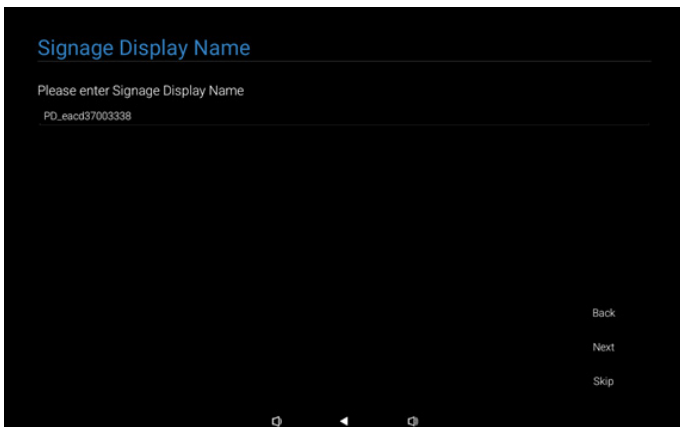 Signage Display Name
Please enter Signage Display Name
PD_eacd37003338
Back
Next
Skip